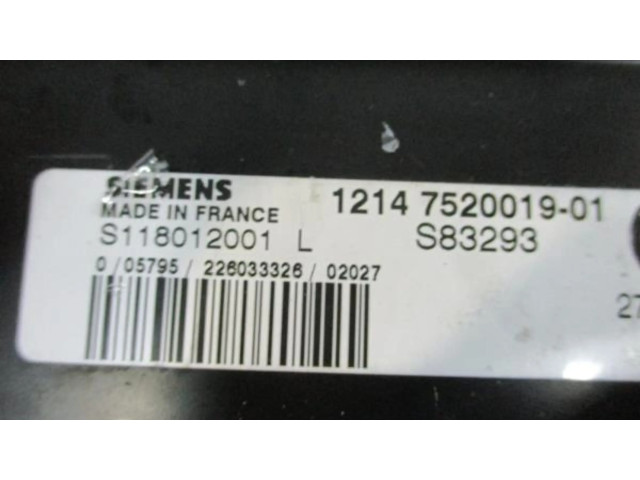 SIEMENS
MADE IN FRANCE
1214 7520019-01
S118012001 L
S83293
0/05795/226033326/02027
27